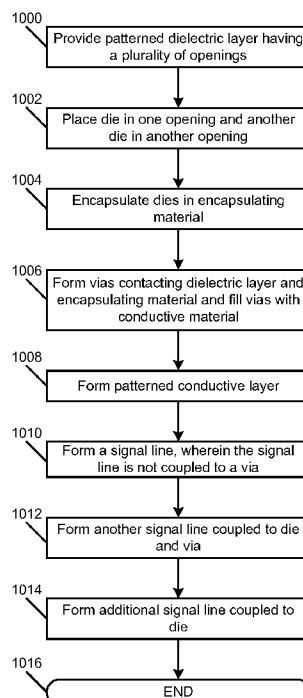 1000
Provide patterned dielectric layer having
a plurality of openings
1002
Place die in one opening and another
die in another opening
1004
Encapsulate dies in encapsulating
material
1006
Form vias contacting dielectric layer and
encapsulating material and fill vias with
conductive material
1008
Form patterned conductive layer
1010
Form a signal line, wherein the signal
line is not coupled to a via
1012
Form another signal line coupled to die
and via
1014
Form additional signal line coupled to
die
1016
END